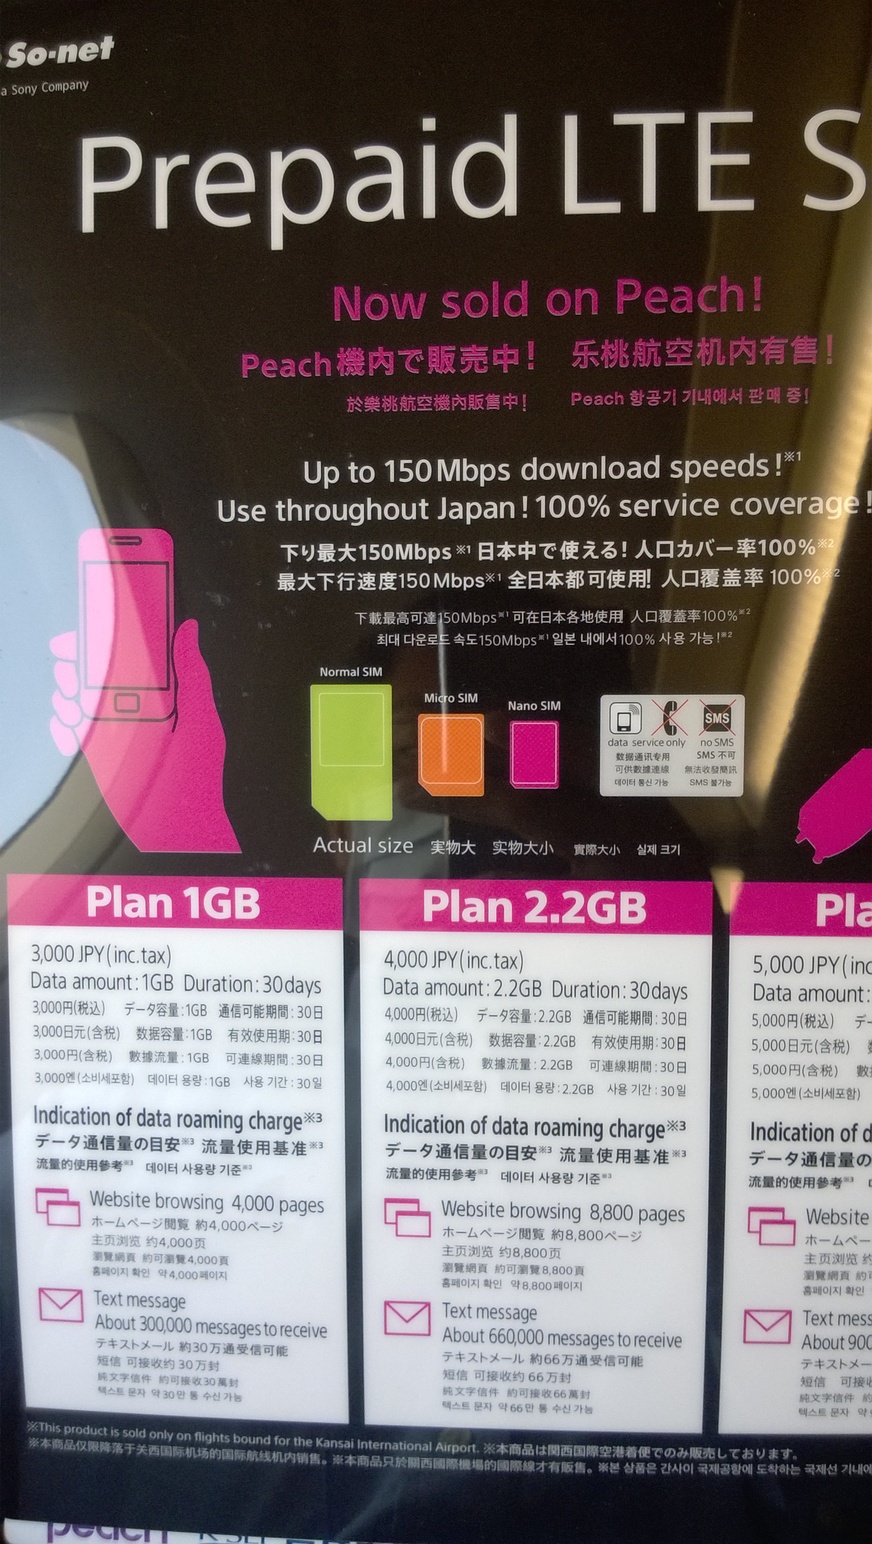 So-net
a Sony Company
Prepaid LTE S
Now sold on Peach!
Peach機内で販売中! 乐桃航空机内有售!
於樂桃航空機內販售中! Peach 항공기 기내에서 판매 중!
Up to 150Mbps download speeds!※1
Use throughout Japan! 100% service coverage!
下り最大150Mbps※1 日本中で使える! 人口カバー率100%※2
最大下行速度150Mbps※1 全日本都可使用! 人口覆盖率 100%※2
下載最高可達150Mbps※1 可在日本各地使用! 人口覆蓋率100%※2
최대 다운로드 속도150Mbps※1 일본 내에서100% 사용 가능!※2
Normal SIM
Micro SIM
Nano SIM
SMS
data service only no SMS
数据通讯专用 SMS 不可
可供數據連線 無法收發簡訊
데이터 통신 가능 SMS 불가능
Actual size 実物大 实物大小 實際大小 실제 크기
Plan 1GB
3,000 JPY(inc.tax)
Data amount:1GB Duration:30days
3,000円(税込) データ容量:1GB 通信可能期間:30日
3,000日元(含税) 数据容量:1GB 有效使用期:30日
3,000円(含稅) 數據流量:1GB 可連線期間:30日
3,000엔(소비세포함) 데이터 용량:1GB 사용 기간:30일
Indication of data roaming charge※3
データ通信量の目安※3 流量使用基准※3
流量的使用參考※3 데이터 사용량 기준※3
Website browsing 4,000 pages
ホームページ閲覧 約4,000ページ
主页浏览 约4,000页
瀏覽網頁 約可瀏覽4,000頁
홈페이지 확인 약4,000페이지
Text message
About 300,000 messages to receive
テキストメール 約30万通受信可能
短信 可接收约30万封
純文字信件 約可接收30萬封
텍스트 문자 약30만 통 수신 가능
Plan 2.2GB
4,000 JPY(inc.tax)
Data amount:2.2GB Duration:30days
4,000円(税込) データ容量:2.2GB 通信可能期間:30日
4,000日元(含税) 数据容量:2.2GB 有效使用期:30日
4,000円(含稅) 數據流量:2.2GB 可連線期間:30日
4,000엔(소비세포함) 데이터 용량:2.2GB 사용 기간:30일
Indication of data roaming charge※3
データ通信量の目安※3 流量使用基准※3
流量的使用參考※3 데이터 사용량 기준※3
Website browsing 8,800 pages
ホームページ閲覧 約8,800ページ
主页浏览 约8,800页
瀏覽網頁 約可瀏覽8,800頁
홈페이지 확인 약8,800페이지
Text message
About 660,000 messages to receive
テキストメール 約66万通受信可能
短信 可接收约66万封
純文字信件 約可接收66萬封
텍스트 문자 약66만 통 수신 가능
Pla
5,000 JPY(inc
Data amount:
5,000円(税込) デー
5,000日元(含税)
5,000円(含稅) 數
5,000엔(소비세포함)
Indication of d
データ通信量の
流量的使用參考※3
Website
ホームペー
主页浏览 约
瀏覽網頁 約可
홈페이지 확인
Text mess
About 900
テキストメー
短信 可接收
純文字信件 約
텍스트 문자 약
※This product is sold only on flights bound for the Kansai International Airport. ※本商品は関西国際空港着便でのみ販売しております。
※本商品仅限降落于关西国际机场的国际航线机内销售。※本商品只於關西國際機場的國際線才有販售。※본 상품은 간사이 국제공항에 도착하는 국제선 기내에
peach